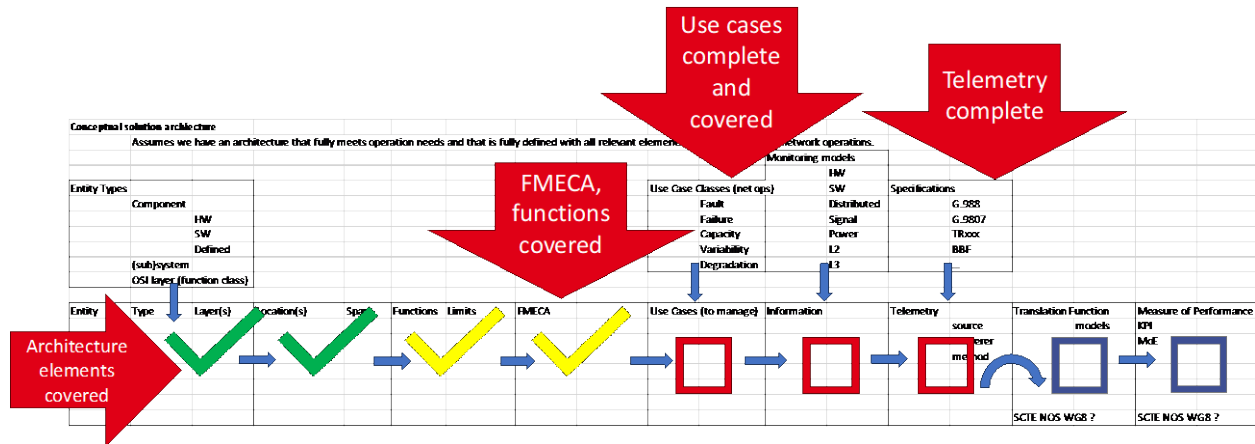 Use cases
complete
and
covered
Telemetry
complete
Conceptual solution architecture
Assumes we have an architecture that fully meets operation needs and that is fully defined with all relevant element
network operations.
FMECA,
functions
covered
Monitoring models
HW
SW
Distributed
Signal
Power
L2
L3
Entity Types
Component
HW
SW
Defined
(sub)system
OSI layer (function class)
Use Case Classes (net ops)
Fault
Failure
Capacity
Variability
Degradation
Specifications
G.988
G.9807
TRxxx
BBF
...
Architecture
elements
covered
Entity Type Layer(s) Location(s) Functions Limits FMECA Use Cases (to manage) Information Telemetry Translation Function Measure of Performance
source
method
models
KPI
MoE
SCTE NOS WG8 ? SCTE NOS WG8 ?